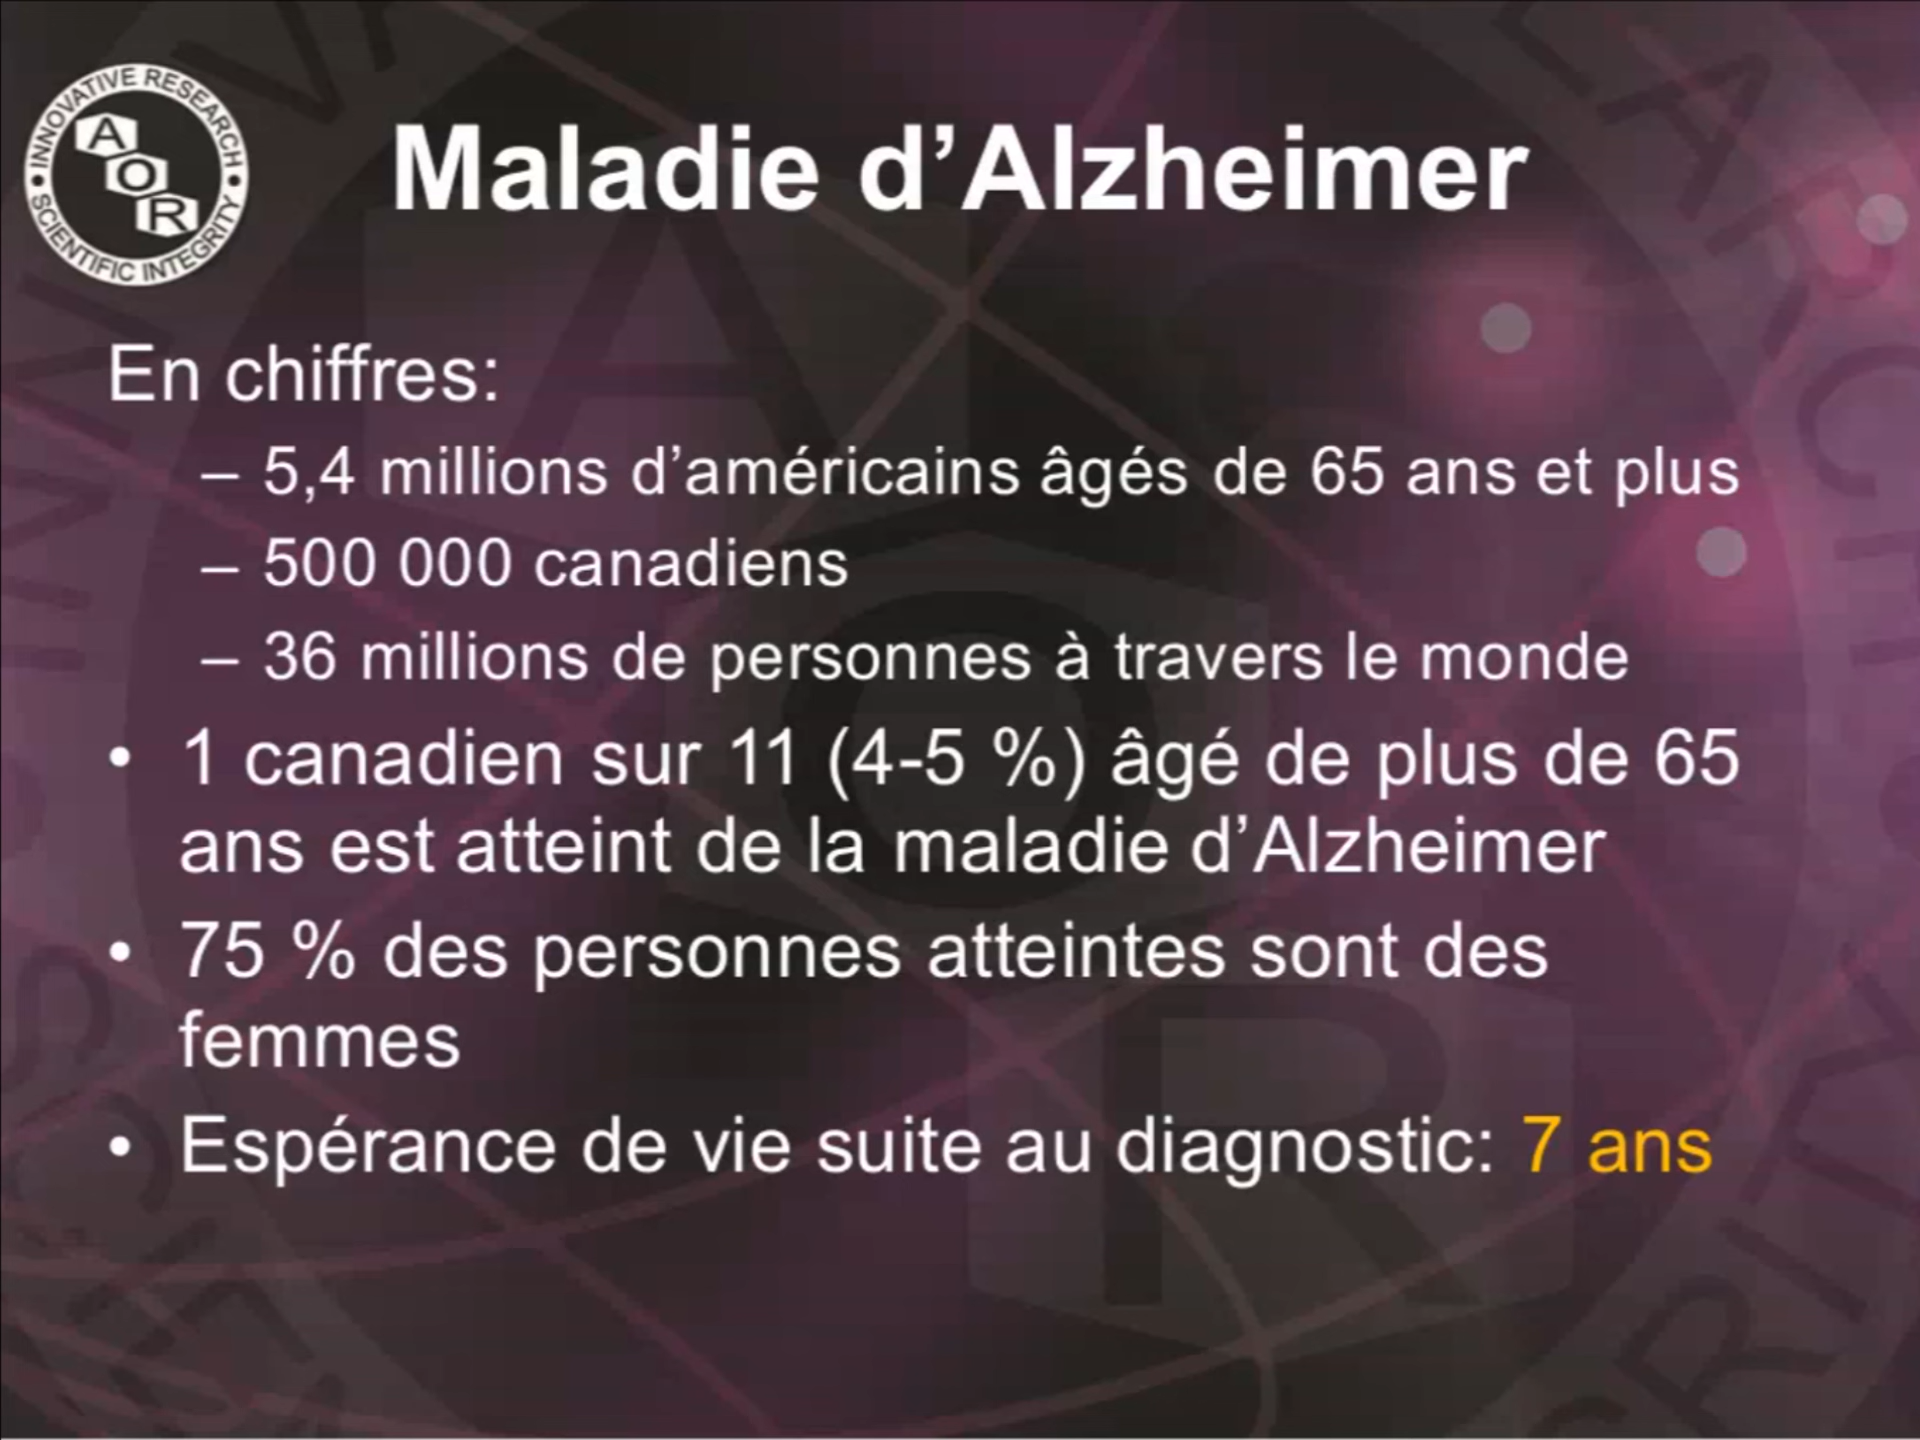 INNOVATIVE RESEARCH
A
O
R
SCIENTIFIC INTEGRITY
Maladie d’Alzheimer
En chiffres:
– 5,4 millions d’américains âgés de 65 ans et plus
– 500 000 canadiens
– 36 millions de personnes à travers le monde
• 1 canadien sur 11 (4-5 %) âgé de plus de 65
ans est atteint de la maladie d’Alzheimer
• 75 % des personnes atteintes sont des
femmes
• Espérance de vie suite au diagnostic: 7 ans